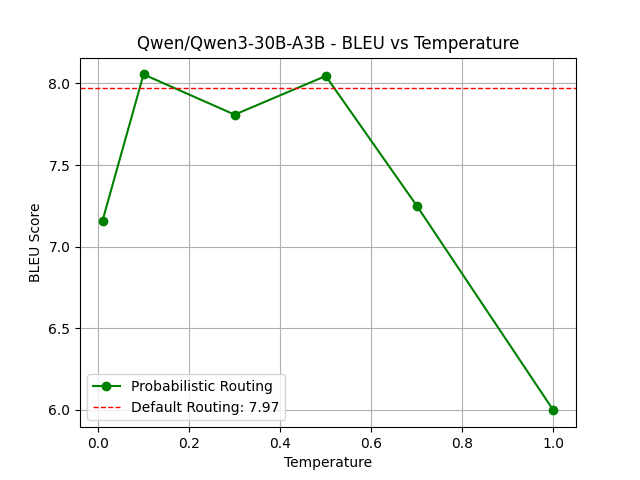 Qwen/Qwen3-30B-A3B - BLEU vs Temperature
BLEU Score
8.0
7.5
7.0
6.5
6.0
Probabilistic Routing
Default Routing: 7.97
0.0 0.2 0.4 0.6 0.8 1.0
Temperature